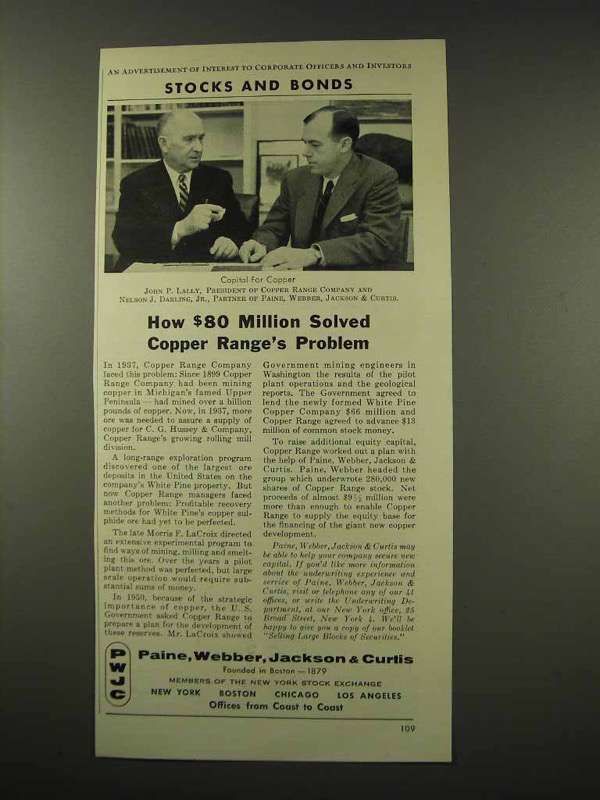 AN ADVERTISEMENT OF INTEREST TO CORPORATE OFFICERS AND INVESTORS
STOCKS AND BONDS
Capital For Copper
JOHN P. LALLY, PRESIDENT OF COPPER RANGE COMPANY AND
NELSON J. DARLING, JR., PARTNER OF PAINE, WEBBER, JACKSON & CURTIS.
How $80 Million Solved
Copper Range's Problem
In 1937, Copper Range Company
faced this problem: Since 1899 Copper
Range Company had been mining
copper in Michigan's famed Upper
Peninsula — had mined over a billion
pounds of copper. Now, in 1937, more
ore was needed to assure a supply of
copper for C. G. Hussey & Company,
Copper Range's growing rolling mill
division.
A long-range exploration program
discovered one of the largest ore
deposits in the United States on the
company's White Pine property. But
now Copper Range managers faced
another problem: Profitable recovery
methods for White Pine's copper sul-
phide ore had yet to be perfected.
The late Morris F. LaCroix directed
an extensive experimental program to
find ways of mining, milling and smelt-
ing this ore. Over the years a pilot
plant method was perfected, but large
scale operation would require sub-
stantial sums of money.
In 1950, because of the strategic
importance of copper, the U. S.
Government asked Copper Range to
prepare a plan for the development of
these reserves. Mr. LaCroix showed
Government mining engineers in
Washington the results of the pilot
plant operations and the geological
reports. The Government agreed to
lend the newly formed White Pine
Copper Company $66 million and
Copper Range agreed to advance $13
million of common stock money.
To raise additional equity capital,
Copper Range worked out a plan with
the help of Paine, Webber, Jackson &
Curtis. Paine, Webber headed the
group which underwrote 280,000 new
shares of Copper Range stock. Net
proceeds of almost $9½ million were
more than enough to enable Copper
Range to supply the equity base for
the financing of the giant new copper
development.
Paine, Webber, Jackson & Curtis may
be able to help your company secure new
capital. If you'd like more information
about the underwriting experience and
service of Paine, Webber, Jackson &
Curtis, visit or telephone any of our
offices, or write the Underwriting De-
partment, at our New York office, 25
Broad Street, New York 4. We'll be
happy to give you a copy of our booklet
"Selling Large Blocks of Securities."
PWJC
Paine, Webber, Jackson & Curtis
Founded in Boston — 1879
MEMBERS OF THE NEW YORK STOCK EXCHANGE
NEW YORK BOSTON CHICAGO LOS ANGELES
Offices from Coast to Coast
109